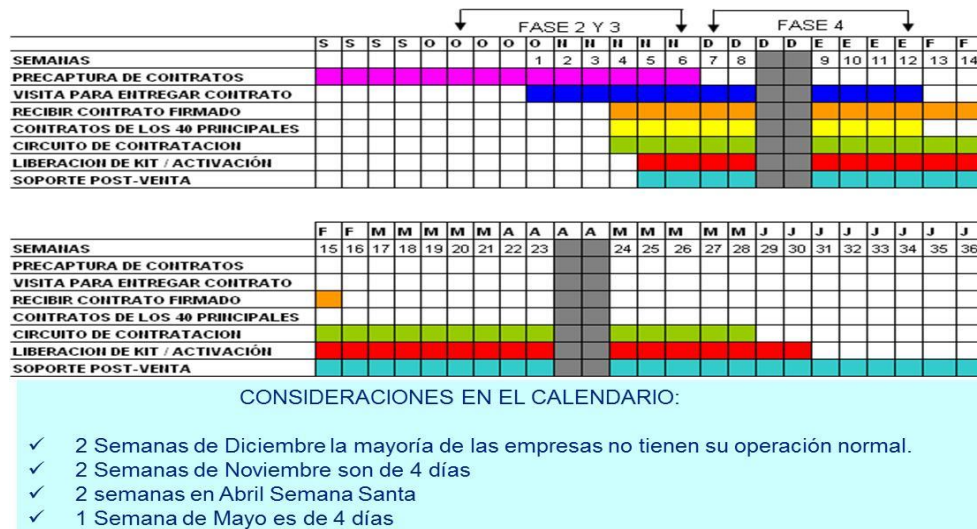 FASE 2 Y 3 FASE 4
S S S S O O O O O N N N N N N D D D D E E E E F F
SEMANAS 1 2 3 4 5 6 7 8 9 10 11 12 13 14
PRECAPTURA DE CONTRATOS
VISITA PARA ENTREGAR CONTRATO
RECIBIR CONTRATO FIRMADO
CONTRATOS DE LOS 40 PRINCIPALES
CIRCUITO DE CONTRATACION
LIBERACION DE KIT / ACTIVACIÓN
SOPORTE POST-VENTA
F F M M M M M A A A A M M M M M J J J J J J J J
SEMANAS 15 16 17 18 19 20 21 22 23 24 25 26 27 28 29 30 31 32 33 34 35 36
PRECAPTURA DE CONTRATOS
VISITA PARA ENTREGAR CONTRATO
RECIBIR CONTRATO FIRMADO
CONTRATOS DE LOS 40 PRINCIPALES
CIRCUITO DE CONTRATACION
LIBERACION DE KIT / ACTIVACIÓN
SOPORTE POST-VENTA
CONSIDERACIONES EN EL CALENDARIO:
✓ 2 Semanas de Diciembre la mayoría de las empresas no tienen su operación normal.
✓ 2 Semanas de Noviembre son de 4 días
✓ 2 semanas en Abril Semana Santa
✓ 1 Semana de Mayo es de 4 días